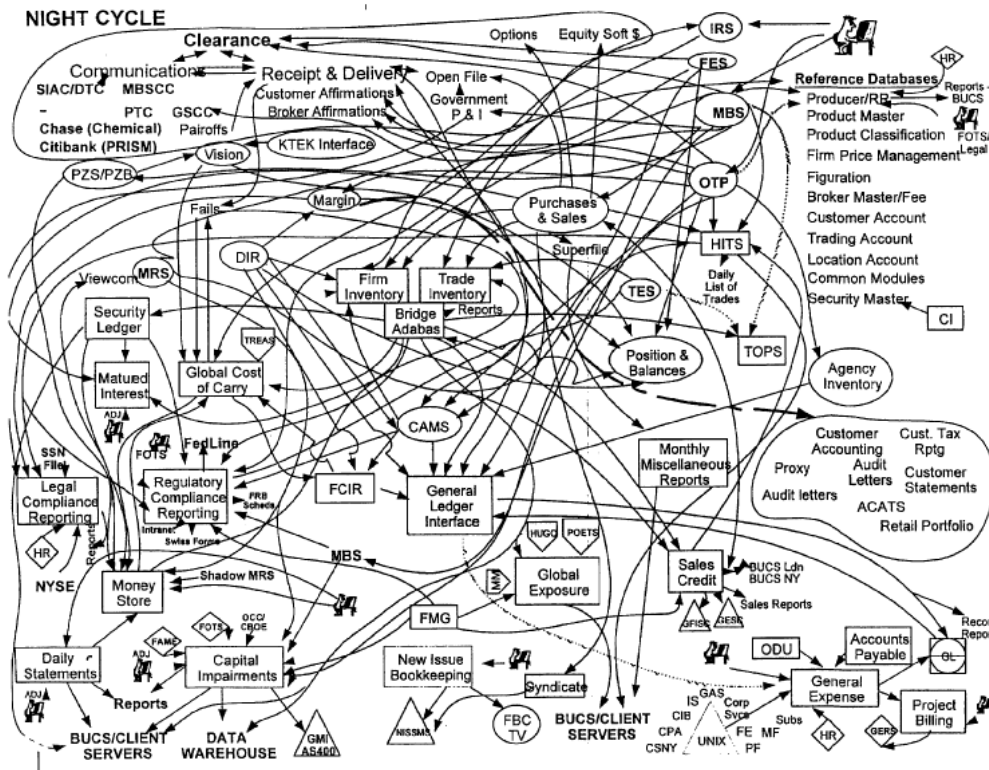 NIGHT CYCLE
Clearance
Communications
SIAC/DTC MBSCC
PTC GSCC
Chase (Chemical) Pairoffs
Citibank (PRISM)
Receipt & Delivery
Customer Affirmations
Broker Affirmations
Options
Equity Soft $
Open File
Government
P & I
IRS
FES
MBS
OTP
HR
Reference Databases
Producer/RR
Product Master
Product Classification
Firm Price Management
Figuration
Broker Master/Fee
Customer Account
Trading Account
Location Account
Common Modules
Security Master
Reports -
BUCS
FOTS/
Legal
CI
PZS/PZB
Vision
KTEK Interface
Fails
Margin
Purchases
& Sales
Superfile
HITS
Daily
List of
Trades
Viewcom
MRS
DIR
Firm
Inventory
Trade
Inventory
Bridge
Adabas
Reports
TES
TOPS
Position &
Balances
Agency
Inventory
Security
Ledger
TREAS
Matued
Interest
ADJ
Global Cost
of Carry
CAMS
FOTS
FedLine
SSN
File
Legal
Compliance
Reporting
HR
NYSE
Reports
Regulatory
Compliance
Reporting
FRB
Scheds
Intranet
Swiss Forms
FCIR
General
Ledger
Interface
Monthly
Miscellaneous
Reports
Customer
Accounting
Cust. Tax
Rptg
Proxy
Audit
Letters
Customer
Statements
Audit letters
ACATS
Retail Portfolio
HUGO
POETS
MM
Global
Exposure
MBS
Sales
Credit
BUCS Ldn
BUCS NY
Sales Reports
GFISC
GESC
Money
Store
Shadow MRS
FMG
FAME
FOTS
OCC/
CBOE
Daily
Statements
ADJ
ADJ
Reports
Capital
Impairments
New Issue
Bookkeeping
Syndicate
NISSMS
FBC
TV
BUCS/CLIENT
SERVERS
DATA
WAREHOUSE
GMI
AS400
BUCS/CLIENT
SERVERS
ODU
Accounts
Payable
GL
General
Expense
Project
Billing
GERS
HR
IS
GAS
Corp
Svcs
CIB
CPA
CSNY
UNIX
FE
MF
PF
Subs